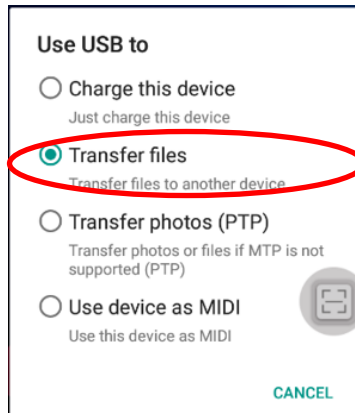 Use USB to
Charge this device
Just charge this device
Transfer files
Transfer files to another device
Transfer photos (PTP)
Transfer photos or files if MTP is not
supported (PTP)
Use device as MIDI
Use this device as MIDI
CANCEL